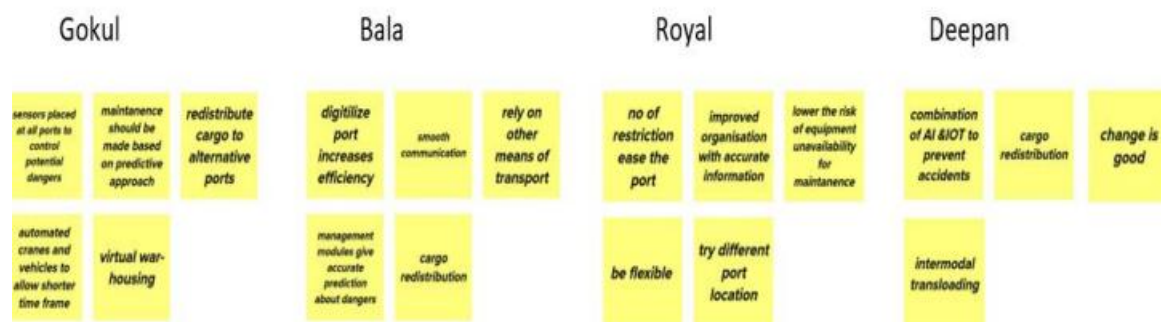 Gokul
Bala
Royal
Deepan
sensors placed
at all ports to
control
potential
dangers
maintanence
should be
made based
on predictive
approach
redistribute
cargo to
alternative
ports
digitilize
port
increases
efficiency
smooth
communication
rely on
other
means of
transport
no of
restriction
ease the
port
improved
organisation
with accurate
information
lower the risk
of equipment
unavailability
for
maintanence
combination
of AI &IOT to
prevent
accidents
cargo
redistribution
change is
good
automated
cranes and
vehicles to
allow shorter
time frame
virtual war-
housing
management
modules give
accurate
prediction
about dangers
cargo
redistribution
be flexible
try different
port
location
intermodal
transloading